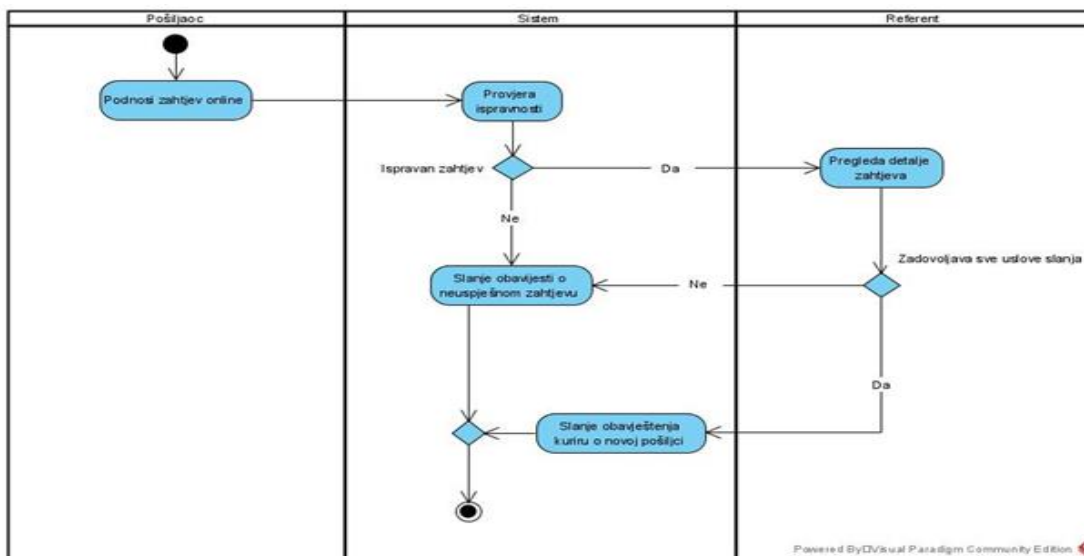 Pošiljaoc
Sistem
Referent
Podnosi zahtjev online
Provjera
ispravnosti
Ispravan zahtjev
Da
Pregleda detalje
zahtjeva
Ne
Zadovoljava sve uslove slanja
Slanje obavijesti o
neuspješnom zahtjevu
Ne
Da
Slanje obavještenja
kuriru o novoj pošiljci
Powered By Visual Paradigm Community Edition